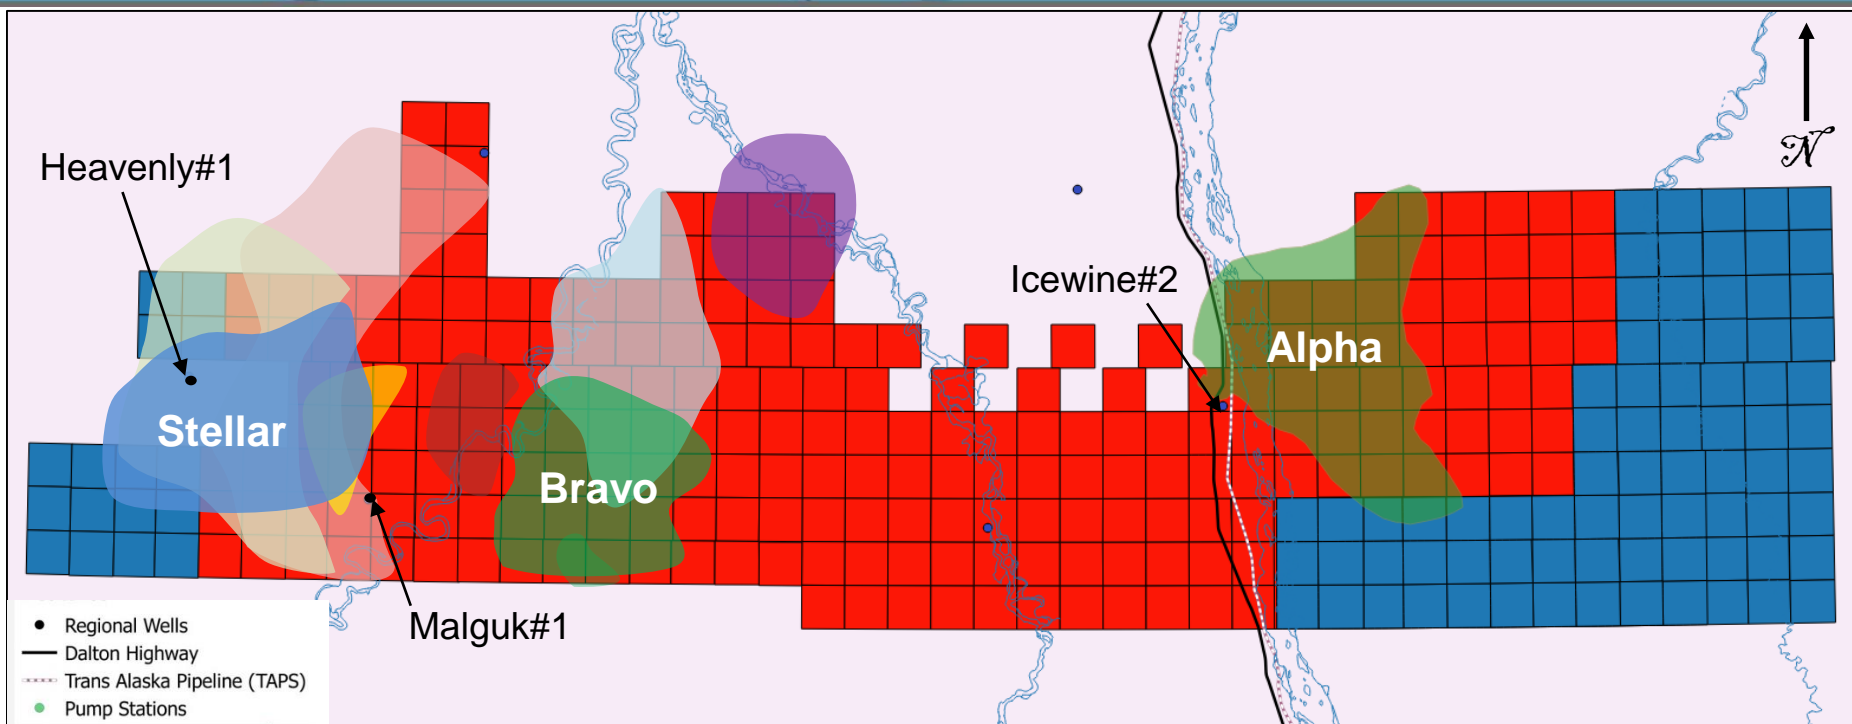 N
Heavenly#1
Icewine#2
Alpha
Stellar
Bravo
Malguk#1
Regional Wells
Dalton Highway
Trans Alaska Pipeline (TAPS)
Pump Stations